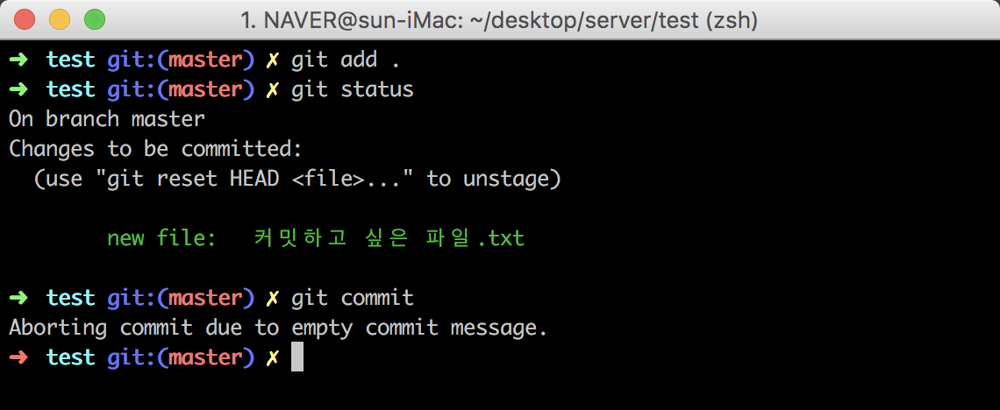 1. NAVER@sun-iMac: ~/desktop/server/test (zsh)
➜ test git:(master) ✗ git add .
➜ test git:(master) ✗ git status
On branch master
Changes to be committed:
(use "git reset HEAD <file>..." to unstage)
new file: 커밋하고 싶은 파일.txt
➜ test git:(master) ✗ git commit
Aborting commit due to empty commit message.
➜ test git:(master) ✗